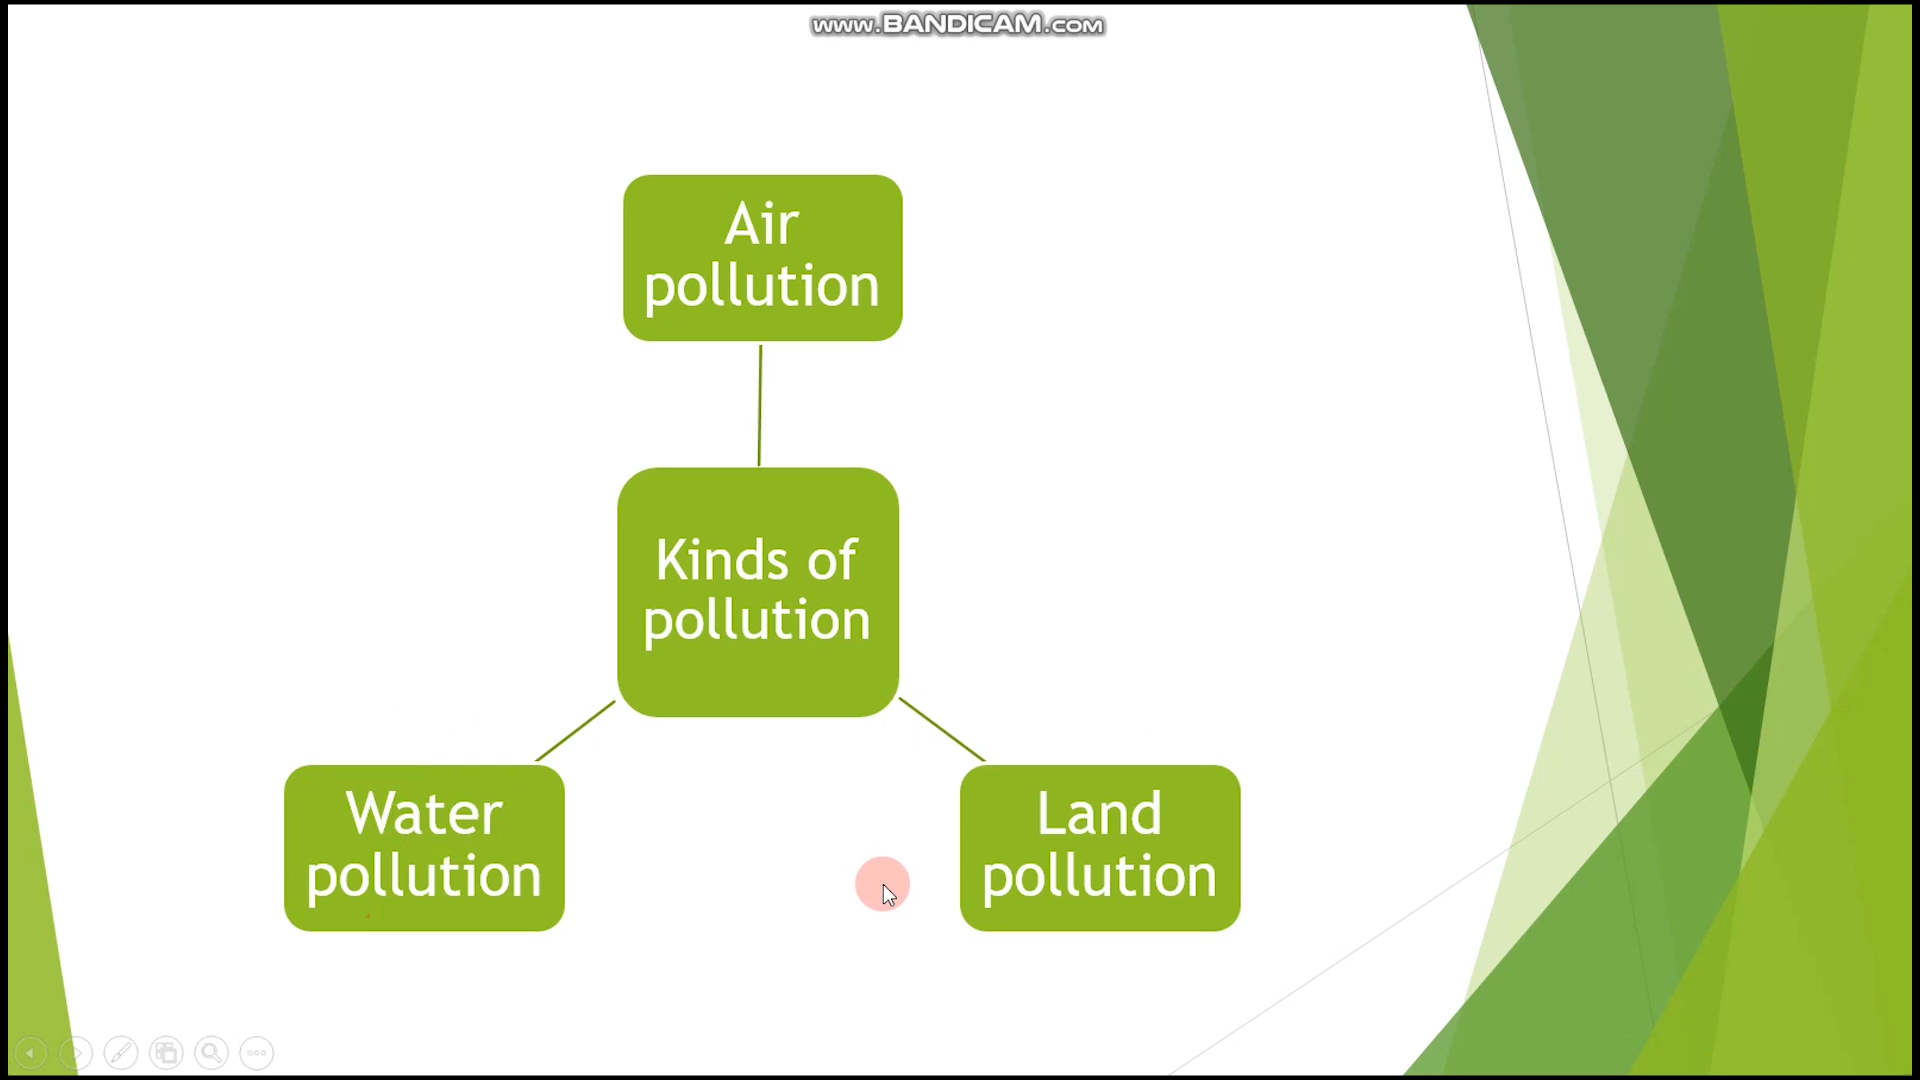 www.BANDICAM.com
Air
pollution
Kinds of
pollution
Water
pollution
Land
pollution